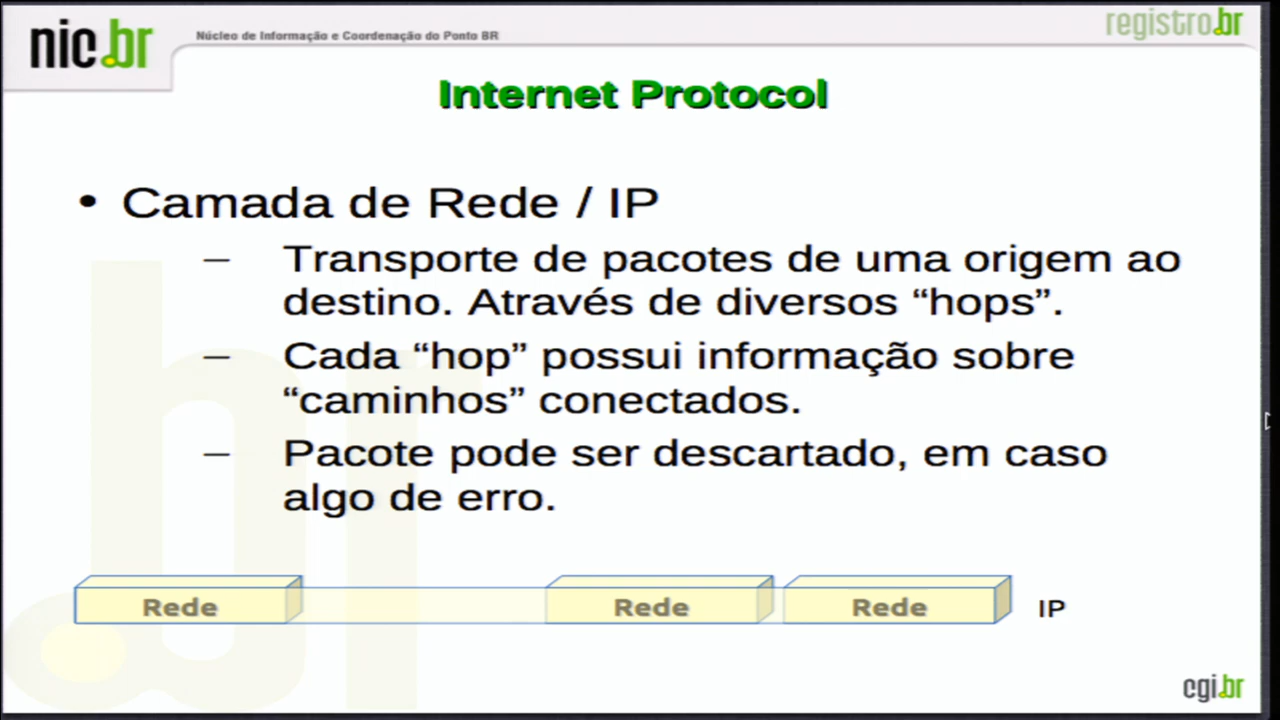 nic.br
Núcleo de Informação e Coordenação do Ponto BR
registro.br
Internet Protocol
• Camada de Rede / IP
– Transporte de pacotes de uma origem ao
destino. Através de diversos “hops”.
– Cada “hop” possui informação sobre
“caminhos” conectados.
– Pacote pode ser descartado, em caso
algo de erro.
Rede Rede Rede IP
cgi.br